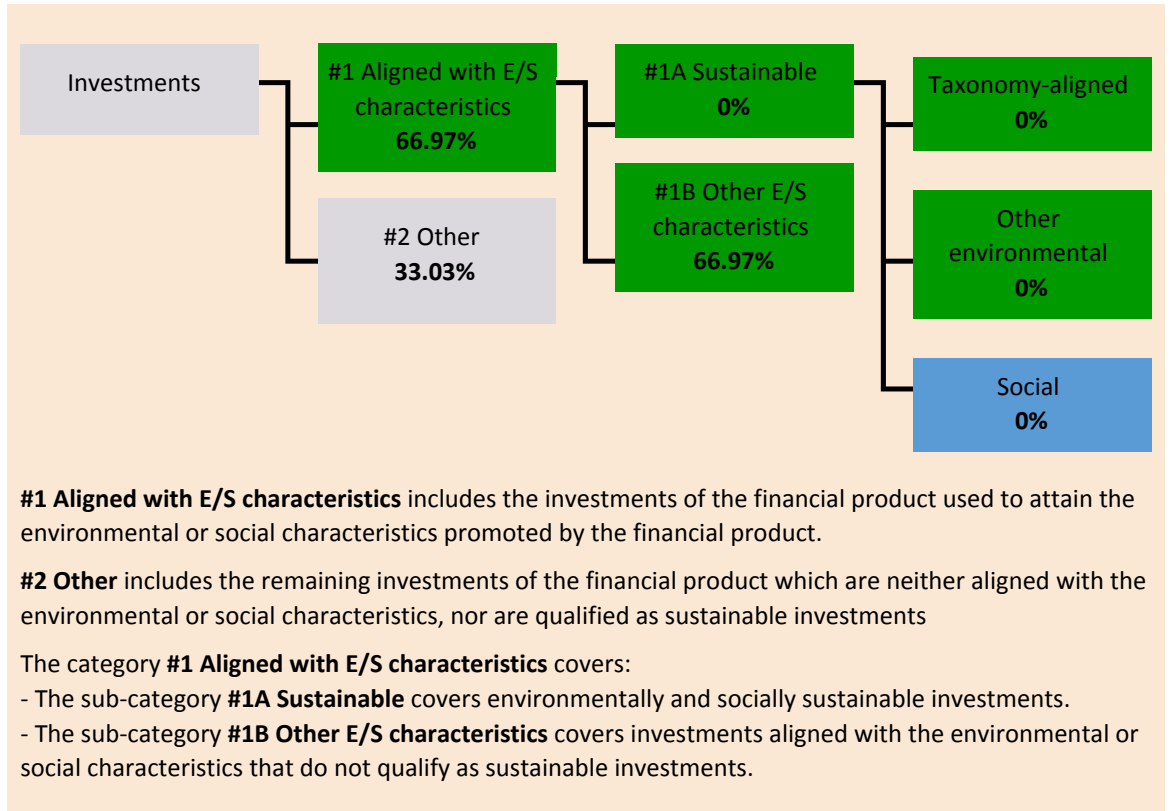 Investments
#1 Aligned with E/S
characteristics
66.97%
#2 Other
33.03%
#1A Sustainable
0%
#1B Other E/S
characteristics
66.97%
Taxonomy-aligned
0%
Other
environmental
0%
Social
0%
#1 Aligned with E/S characteristics includes the investments of the financial product used to attain the
environmental or social characteristics promoted by the financial product.
#2 Other includes the remaining investments of the financial product which are neither aligned with the
environmental or social characteristics, nor are qualified as sustainable investments
The category #1 Aligned with E/S characteristics covers:
- The sub-category #1A Sustainable covers environmentally and socially sustainable investments.
- The sub-category #1B Other E/S characteristics covers investments aligned with the environmental or
social characteristics that do not qualify as sustainable investments.